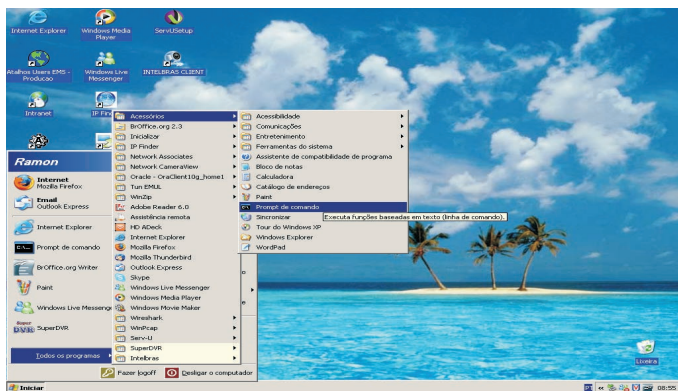 Internet Explorer
Windows Media Player
ServUSetup
Atalhos Users EMS - Producao
Windows Live Messenger
INTELBRAS CLIENT
Intranet
IP Fin
Ramon
Internet
Mozilla Firefox
Email
Outlook Express
Internet Explorer
Prompt de comando
BrOffice.org Writer
Paint
Windows Live Messenge
SuperDVR
Todos os programas
Acessórios
BrOffice.org 2.3
Inicializar
IP Finder
Network Associates
Network CameraView
Oracle - OraClient10g_home1
Tun EMUL
WinZip
Adobe Reader 6.0
Assistência remota
HD ADeck
Internet Explorer
Mozilla Firefox
Mozilla Thunderbird
Outlook Express
Skype
Windows Live Messenger
Windows Media Player
Windows Movie Maker
Wireshark
WinPcap
Serv-U
SuperDVR
Intelbras
Acessibilidade
Comunicações
Entretenimento
Ferramentas do sistema
Assistente de compatibilidade de programa
Bloco de notas
Calculadora
Catálogo de endereços
Paint
Prompt de comando
Sincronizar
Executa funções baseadas em texto (linha de comando).
Tour do Windows XP
Windows Explorer
WordPad
Fazer logoff
Desligar o computador
Lixeira
Iniciar
PT
08:55